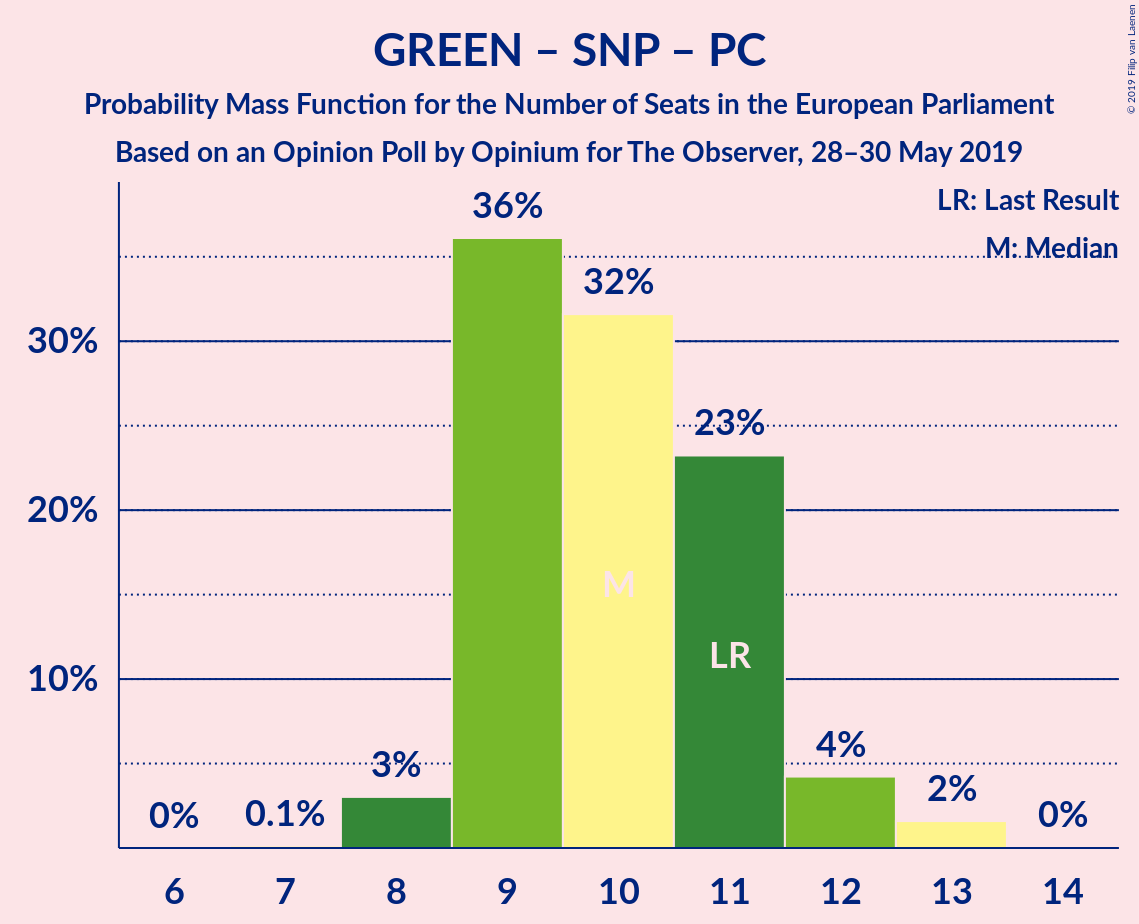 GREEN – SNP – PC
Probability Mass Function for the Number of Seats in the European Parliament
Based on an Opinion Poll by Opinium for The Observer, 28–30 May 2019
© 2019 Filip van Laenen
LR: Last Result
M: Median
36%
32%
30%
23%
20%
M
LR
10%
4%
3%
2%
0%
0.1%
0%
6 7 8 9 10 11 12 13 14